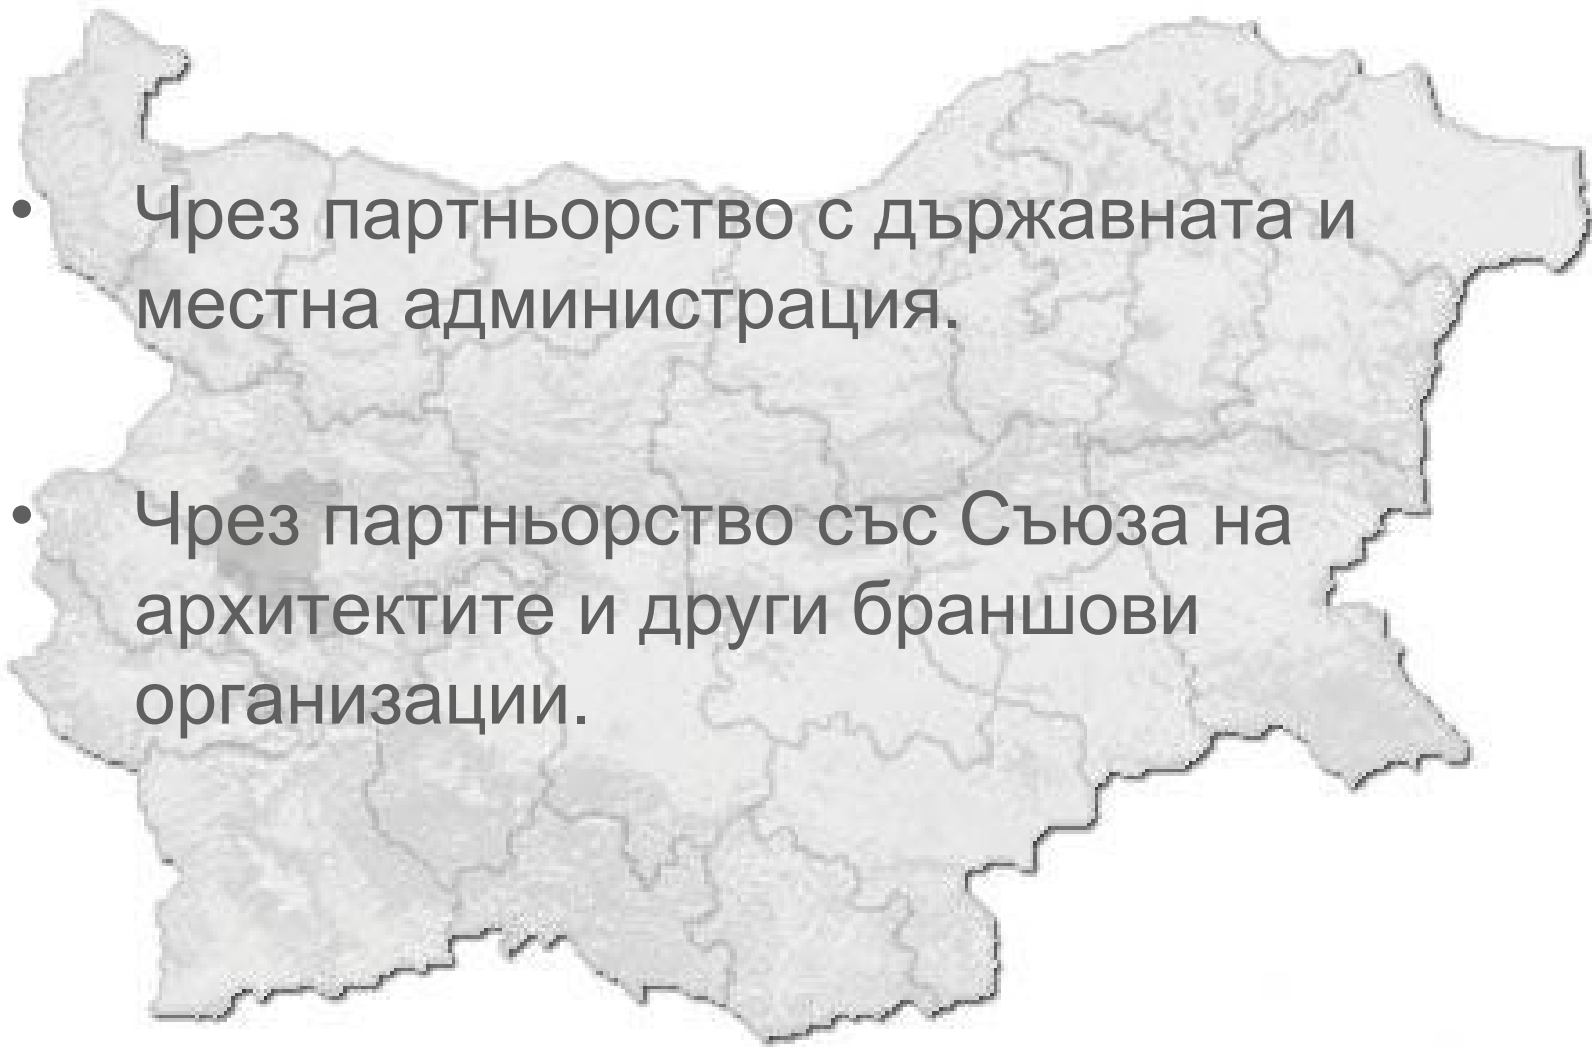 • Чрез партньорство с държавната и
местна администрация.
• Чрез партньорство със Съюза на
архитектите и други браншови
организации.